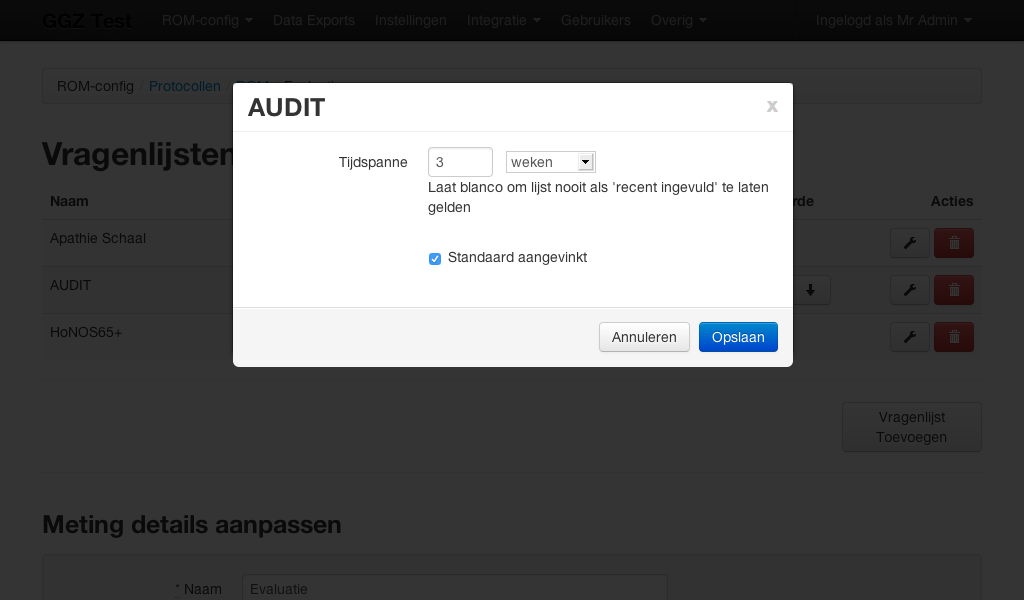 GGZ Test ROM-config Data Exports Instellingen Integratie Gebruikers Overig Ingelogd als Mr Admin
ROM-config / Protocollen /
AUDIT x
Vragenlijsten
Tijdspanne 3 weken
Laat blanco om lijst nooit als 'recent ingevuld' te laten
gelden
Naam Acties
Apathie Schaal
Standaard aangevinkt
AUDIT
HoNOS65+
Annuleren Opslaan
Vragenlijst
Toevoegen
Meting details aanpassen
* Naam Evaluatie